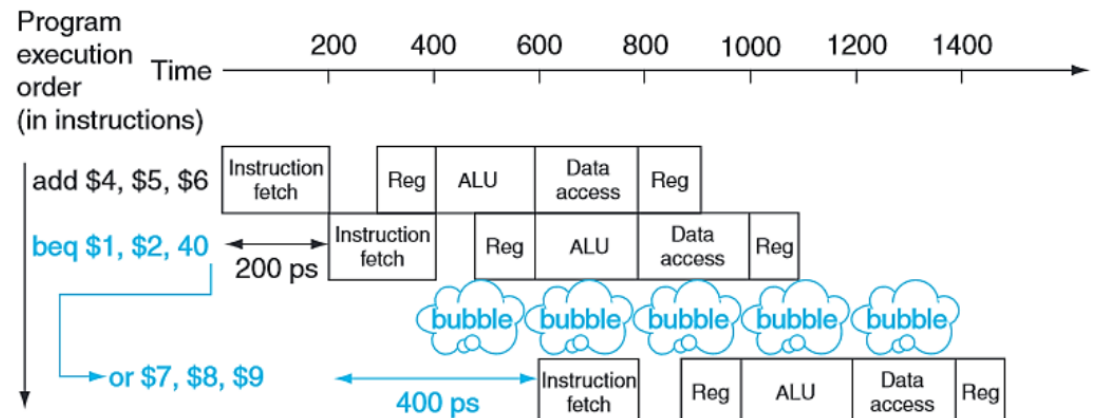 Program
execution
order
(in instructions)
Time
200 400 600 800 1000 1200 1400
add $4, $5, $6
Instruction
fetch
Reg
ALU
Data
access
Reg
beq $1, $2, 40
200 ps
Instruction
fetch
Reg
ALU
Data
access
Reg
bubble bubble bubble bubble bubble
or $7, $8, $9
400 ps
Instruction
fetch
Reg
ALU
Data
access
Reg